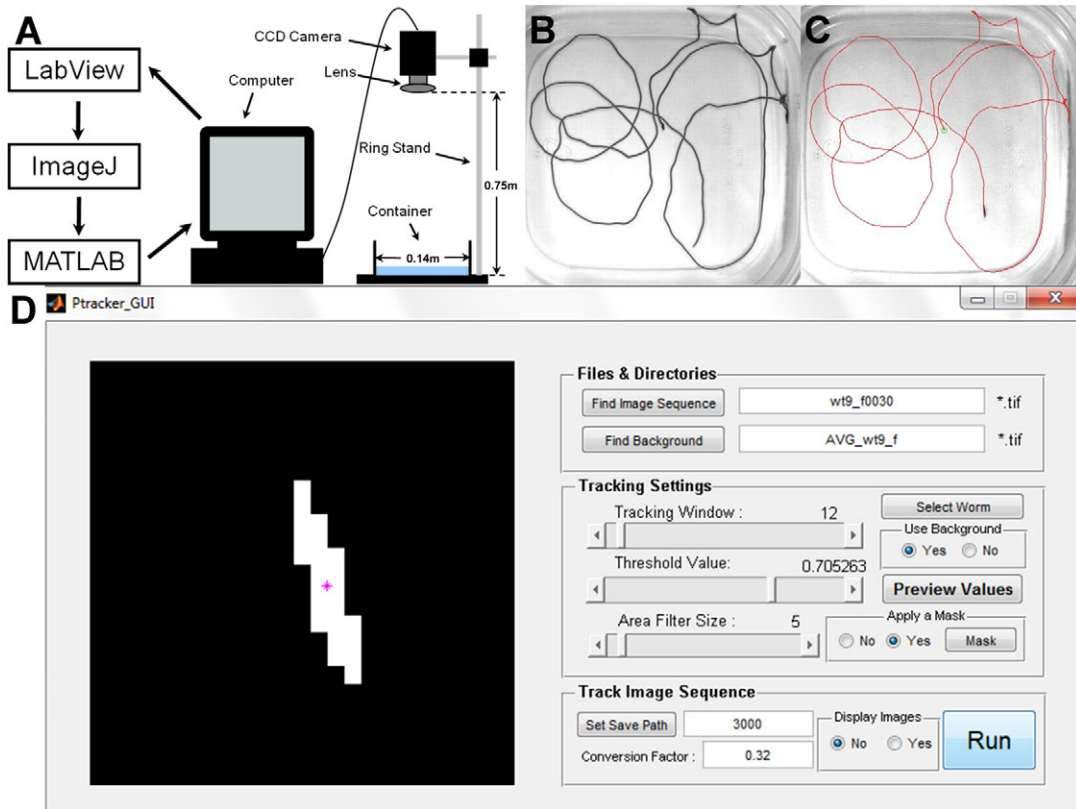 A
LabView
ImageJ
MATLAB
Computer
CCD Camera
Lens
Ring Stand
0.75m
Container
0.14m
B
C
D
Ptracker_GUI
Files & Directories
Find Image Sequence
wt9_f0030
*.tif
Find Background
AVG_wt9_f
*.tif
Tracking Settings
Tracking Window : 12
Select Worm
Use Background
Yes No
Threshold Value: 0.705263
Preview Values
Area Filter Size : 5
Apply a Mask
No Yes Mask
Track Image Sequence
Set Save Path
3000
Conversion Factor :
0.32
Display Images
No Yes
Run